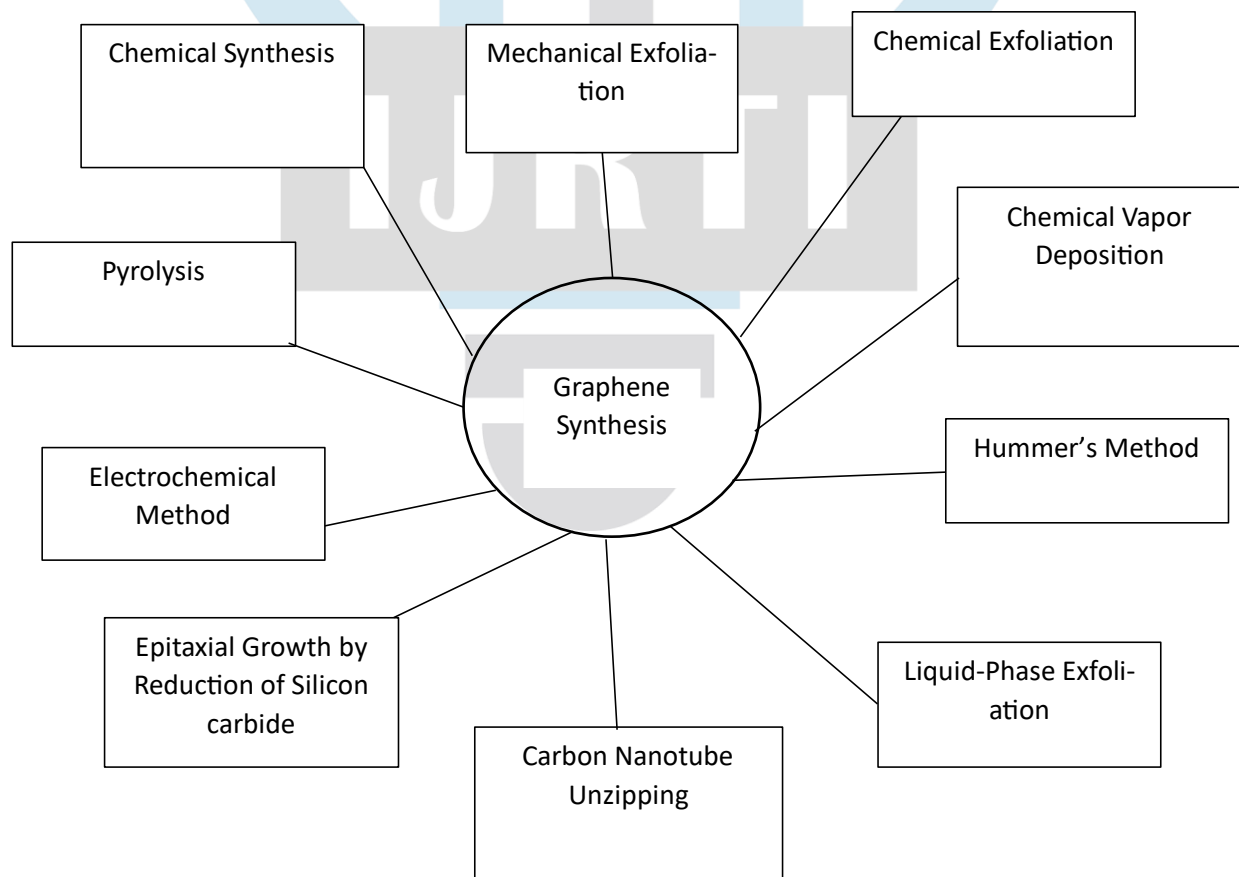 Chemical Synthesis
Mechanical Exfolia-
tion
Chemical Exfoliation
IJRTI
Chemical Vapor
Deposition
Pyrolysis
Graphene
Synthesis
Hummer’s Method
Electrochemical
Method
Epitaxial Growth by
Reduction of Silicon
carbide
Liquid-Phase Exfoli-
ation
Carbon Nanotube
Unzipping